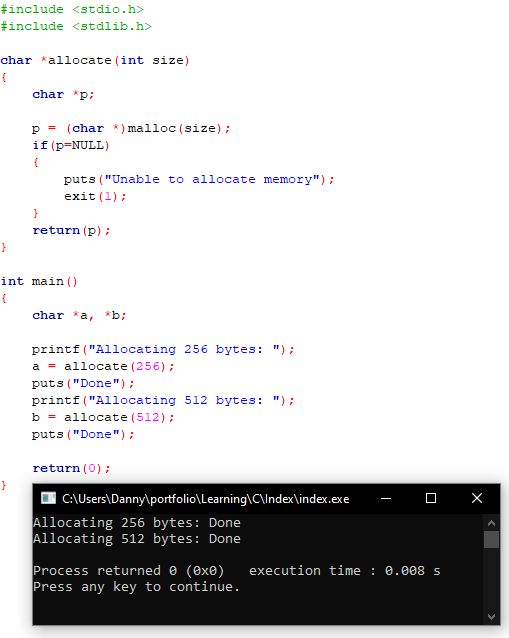 #include <stdio.h>
#include <stdlib.h>
char *allocate(int size)
{
char *p;
p = (char *)malloc(size);
if(p=NULL)
{
puts("Unable to allocate memory");
exit(1);
}
return(p);
}
int main()
{
char *a, *b;
printf("Allocating 256 bytes: ");
a = allocate(256);
puts("Done");
printf("Allocating 512 bytes: ");
b = allocate(512);
puts("Done");
return(0);
}
C:\Users\Danny\portfolio\Learning\C\Index\index.exe
Allocating 256 bytes: Done
Allocating 512 bytes: Done
Process returned 0 (0x0)   execution time : 0.008 s
Press any key to continue.